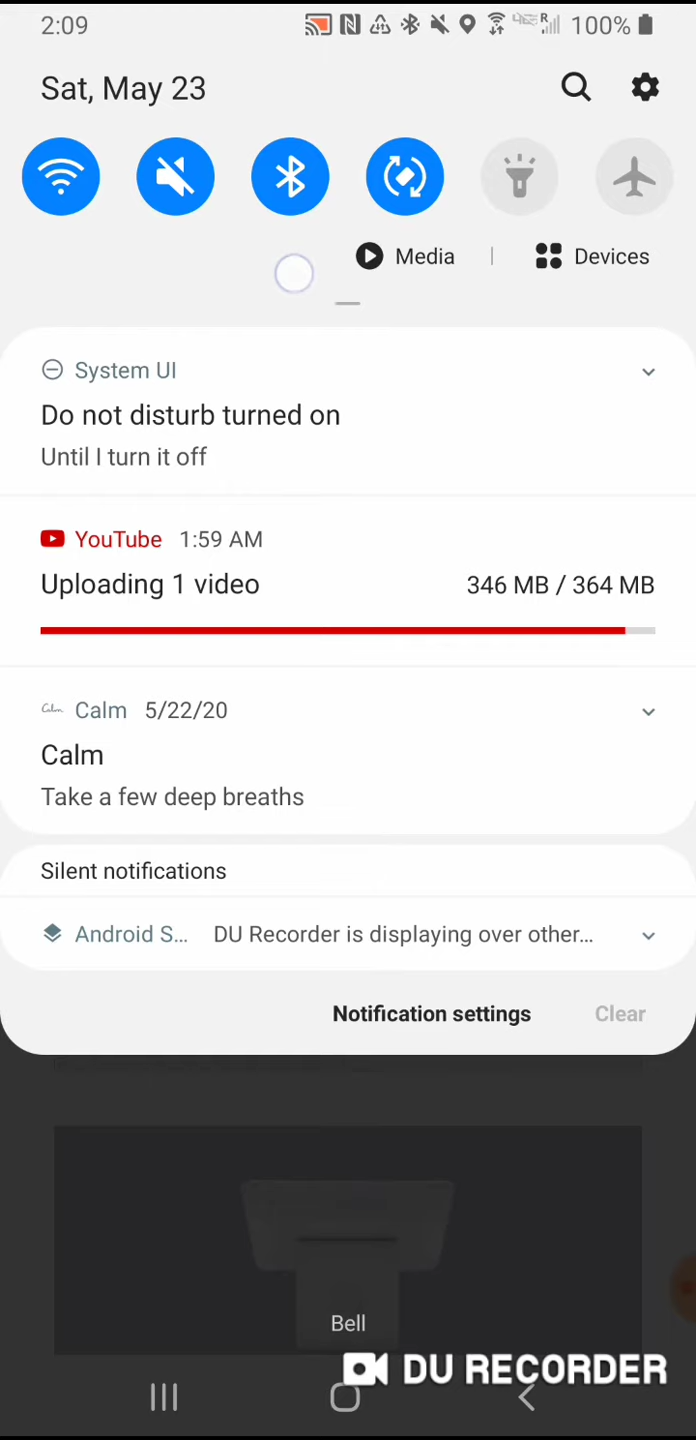 2:09
4GE
R
100%
Sat, May 23
Media | Devices
System UI
Do not disturb turned on
Until I turn it off
YouTube 1:59 AM
Uploading 1 video 346 MB / 364 MB
Calm Calm 5/22/20
Calm
Take a few deep breaths
Silent notifications
Android S... DU Recorder is displaying over other...
Notification settings Clear
Bell
DU RECORDER